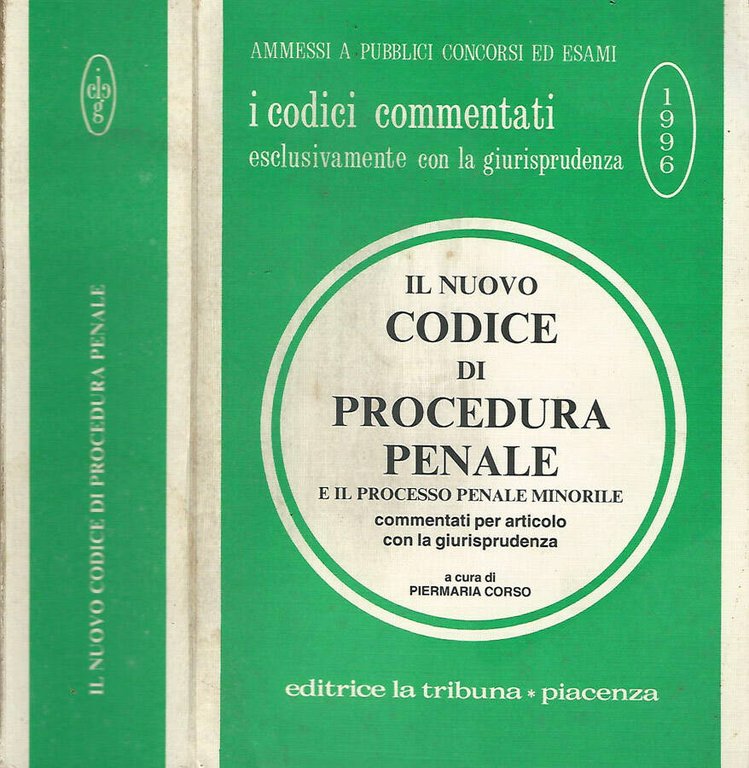 cicg
IL NUOVO CODICE DI PROCEDURA PENALE
AMMESSI A PUBBLICI CONCORSI ED ESAMI
i codici commentati
esclusivamente con la giurisprudenza
1996
IL NUOVO
CODICE
DI
PROCEDURA
PENALE
E IL PROCESSO PENALE MINORILE
commentati per articolo
con la giurisprudenza
a cura di
PIERMARIA CORSO
editrice la tribuna * piacenza